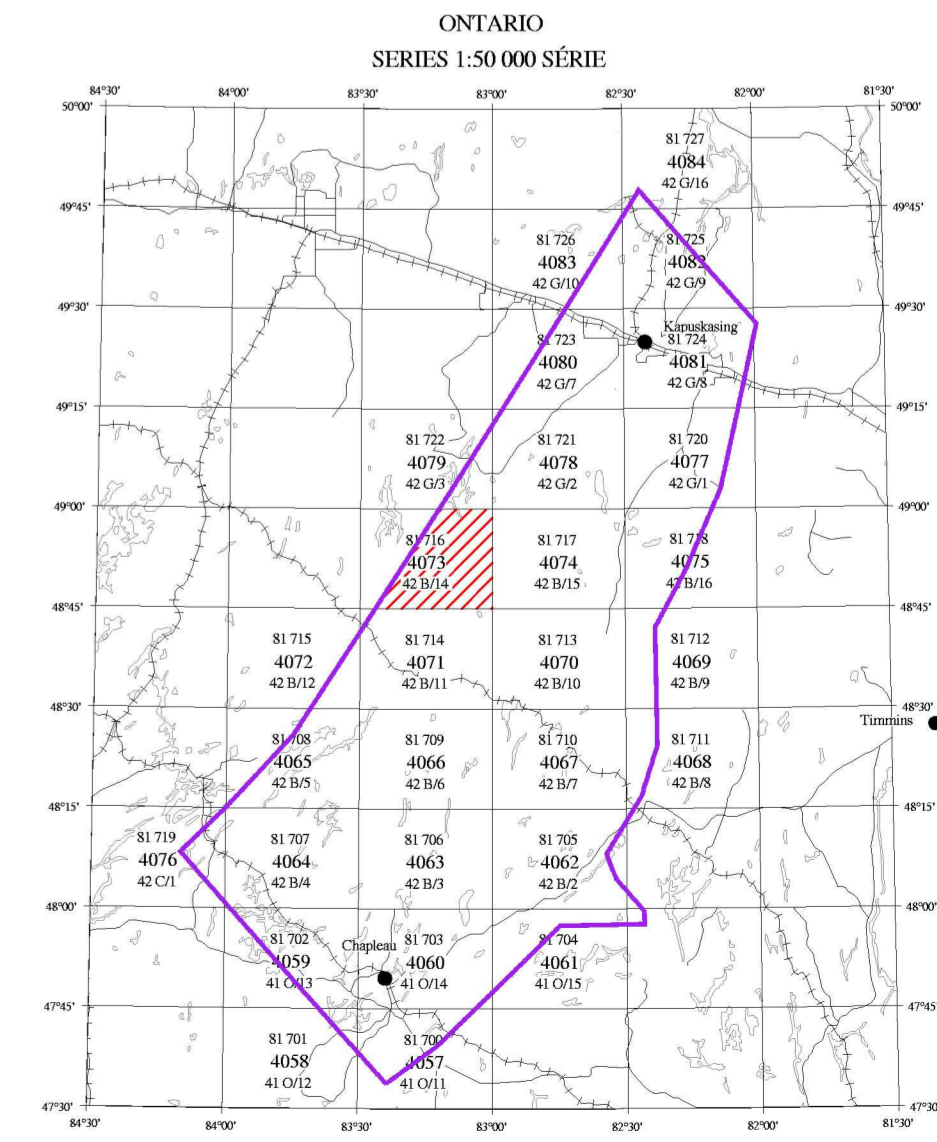 ONTARIO
SERIES 1:50 000 SÉRIE
84°30' 84°00' 83°30' 83°00' 82°30' 82°00' 81°30'
50°00' 50°00'
81 727
4084
42 G/16
49°45' 49°45'
81 726 81 725
4083 4082
42 G/10 42 G/9
49°30' 49°30'
Kapuskasing
81 723 81 724
4080 4081
42 G/7 42 G/8
49°15' 49°15'
81 722 81 721 81 720
4079 4078 4077
42 G/3 42 G/2 42 G/1
49°00' 49°00'
81 716 81 717 81 718
4073 4074 4075
42 B/14 42 B/15 42 B/16
48°45' 48°45'
81 715 81 714 81 713 81 712
4072 4071 4070 4069
42 B/12 42 B/11 42 B/10 42 B/9
48°30' 48°30'
Timmins
81 708 81 709 81 710 81 711
4065 4066 4067 4068
42 B/5 42 B/6 42 B/7 42 B/8
48°15' 48°15'
81 719 81 707 81 706 81 705
4076 4064 4063 4062
42 C/1 42 B/4 42 B/3 42 B/2
48°00' 48°00'
Chapleau
81 702 81 703 81 704
4059 4060 4061
41 O/13 41 O/14 41 O/15
47°45' 47°45'
81 701 81 700
4058 4057
41 O/12 41 O/11
47°30' 47°30'
84°30' 84°00' 83°30' 83°00' 82°30' 82°00' 81°30'